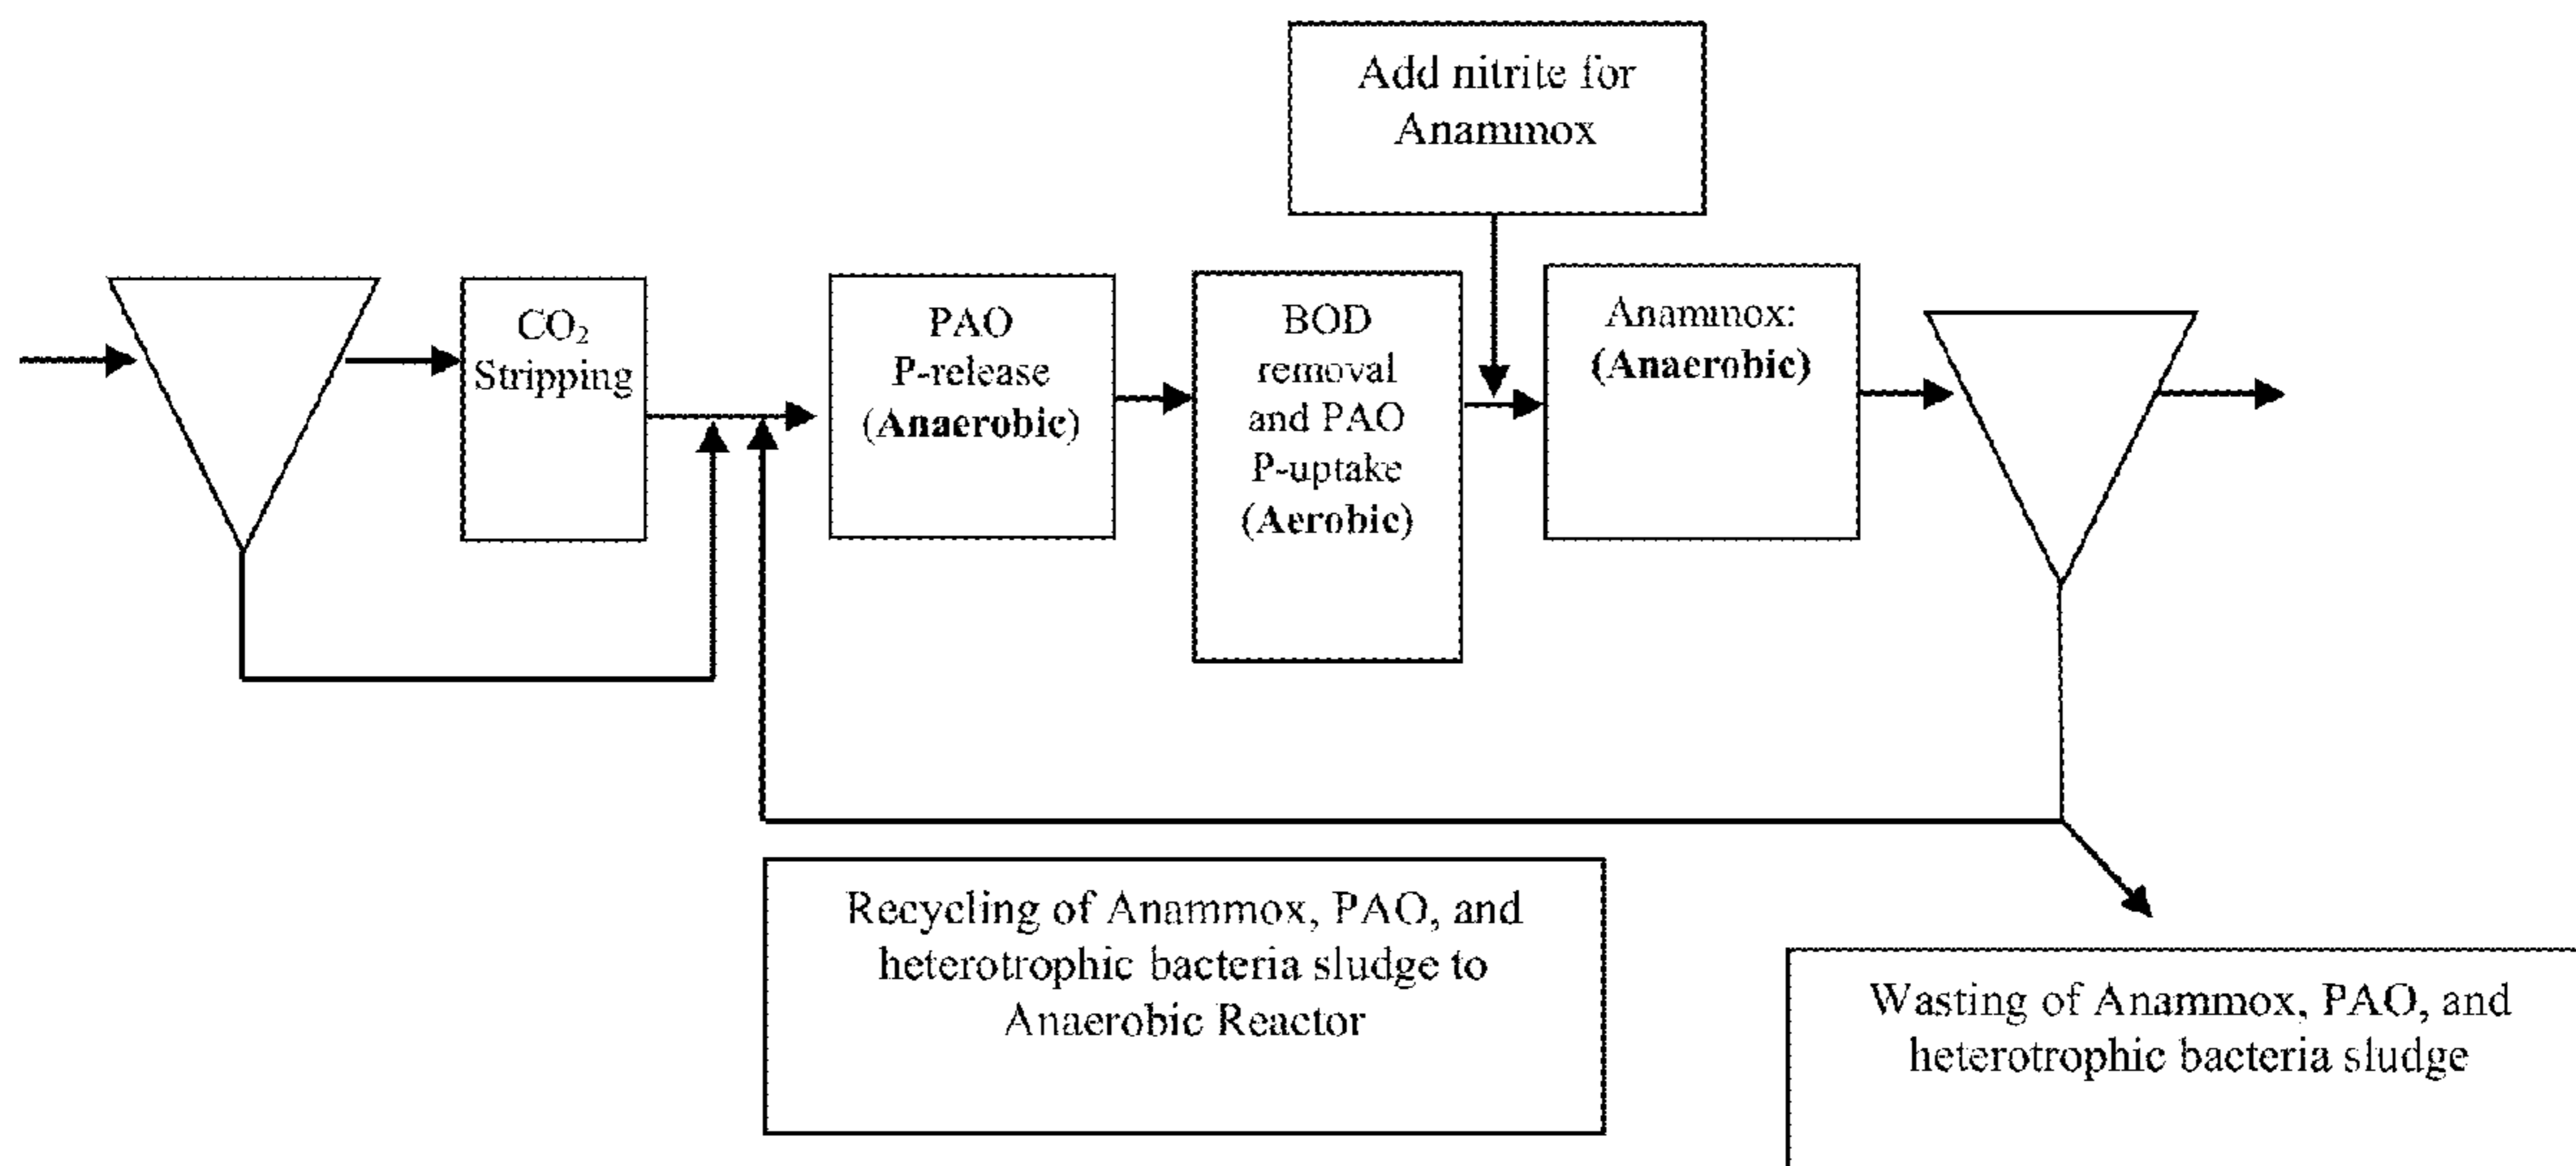 Add nitrite for
Anammox
CO₂
Stripping
PAO
P-release
(Anaerobic)
BOD
removal
and PAO
P-uptake
(Aerobic)
Anammox:
(Anaerobic)
Recycling of Anammox, PAO, and
heterotrophic bacteria sludge to
Anaerobic Reactor
Wasting of Anammox, PAO, and
heterotrophic bacteria sludge